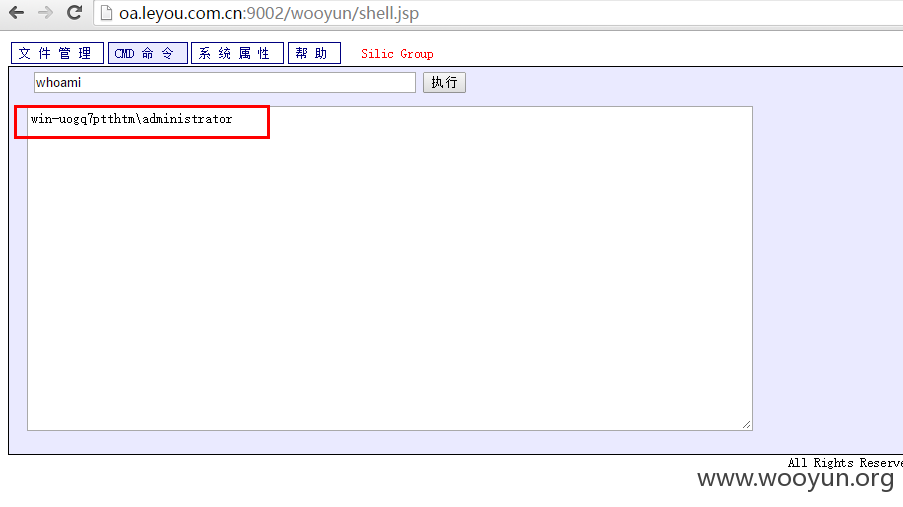 oa.leyou.com.cn:9002/wooyun/shell.jsp
文件管理 CMD 命令 系统属性 帮助 Silic Group
whoami 执行
win-uogq7ptthtm\administrator
All Rights Reserve
www.wooyun.org